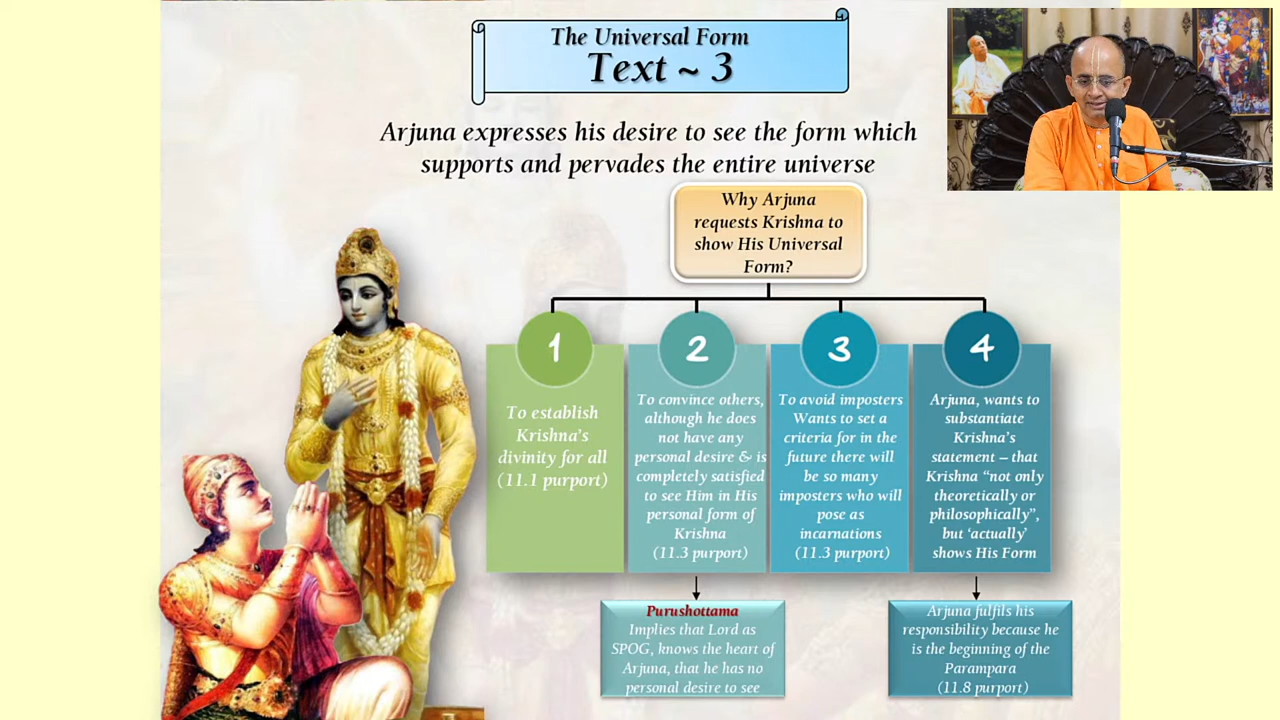 The Universal Form
Text ~ 3
Arjuna expresses his desire to see the form which
supports and pervades the entire universe
Why Arjuna
requests Krishna to
show His Universal
Form?
1
To establish
Krishna's
divinity for all
(11.1 purport)
2
To convince others,
although he does
not have any
personal desire & is
completely satisfied
to see Him in His
personal form of
Krishna
(11.3 purport)
3
To avoid imposters
Wants to set a
criteria for in the
future there will
be so many
imposters who will
pose as
incarnations
(11.3 purport)
4
Arjuna, wants to
substantiate
Krishna's
statement – that
Krishna "not only
theoretically or
philosophically",
but 'actually'
shows His Form
Purushottama
Implies that Lord as
SPOG, knows the heart of
Arjuna, that he has no
personal desire to see
Arjuna fulfils his
responsibility because he
is the beginning of the
Parampara
(11.8 purport)